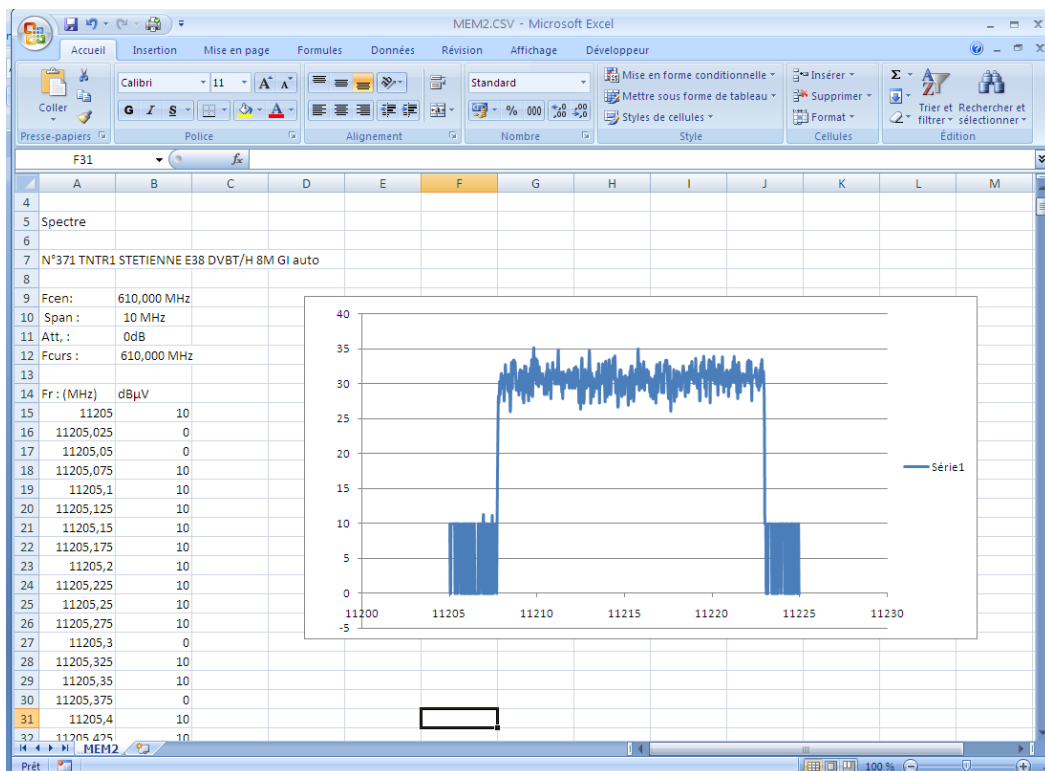 MEM2.CSV - Microsoft Excel
Accueil Insertion Mise en page Formules Données Révision Affichage Développeur
Coller
Calibri 11 A A
G I S A
Standard
% 000
Mise en forme conditionnelle
Mettre sous forme de tableau
Styles de cellules
Insérer
Supprimer
Format
Σ
Trier et filtrer
Rechercher et sélectionner
Presse-papiers Police Alignement Nombre Style Cellules Édition
F31 fx
A B C D E F G H I J K L M
4
5 Spectre
6
7 N°371 TNTR1 STETIENNE E38 DVBT/H 8M GI auto
8
9 Fcen: 610,000 MHz
10 Span : 10 MHz
11 Att, : 0dB
12 Fcurs : 610,000 MHz
13
14 Fr : (MHz) dBµV
15 11205 10
16 11205,025 0
17 11205,05 0
18 11205,075 10
19 11205,1 10
20 11205,125 10
21 11205,15 10
22 11205,175 10
23 11205,2 10
24 11205,225 10
25 11205,25 10
26 11205,275 10
27 11205,3 0
28 11205,325 10
29 11205,35 10
30 11205,375 0
31 11205,4 10
32 11205,425 10
40
35
30
25
20
15
10
5
0
-5
11200 11205 11210 11215 11220 11225 11230
Série1
MEM2
Prêt 100 %